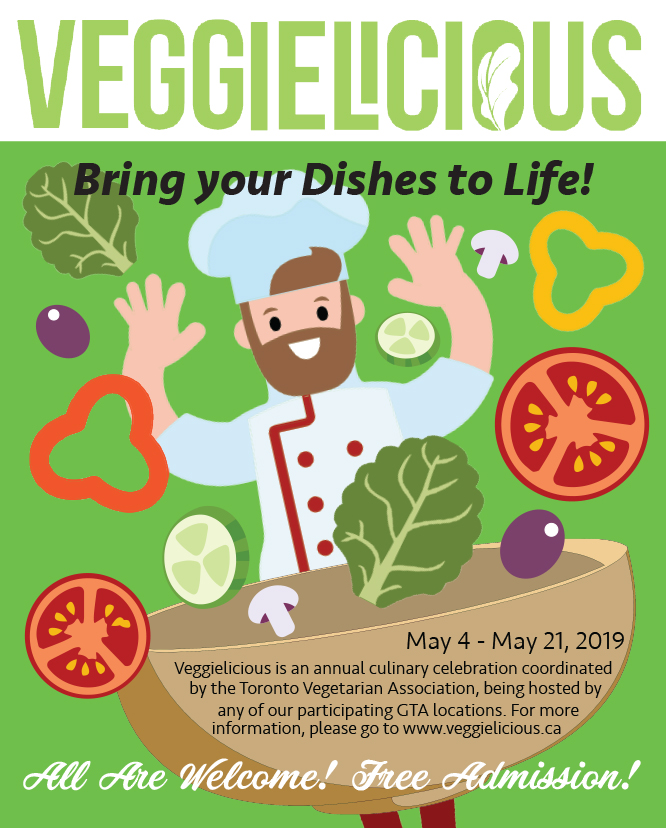 VEGGIELICIOUS
Bring your Dishes to Life!
May 4 - May 21, 2019
Veggielicious is an annual culinary celebration coordinated
by the Toronto Vegetarian Association, being hosted by
any of our participating GTA locations. For more
information, please go to www.veggielicious.ca
All Are Welcome! Free Admission!